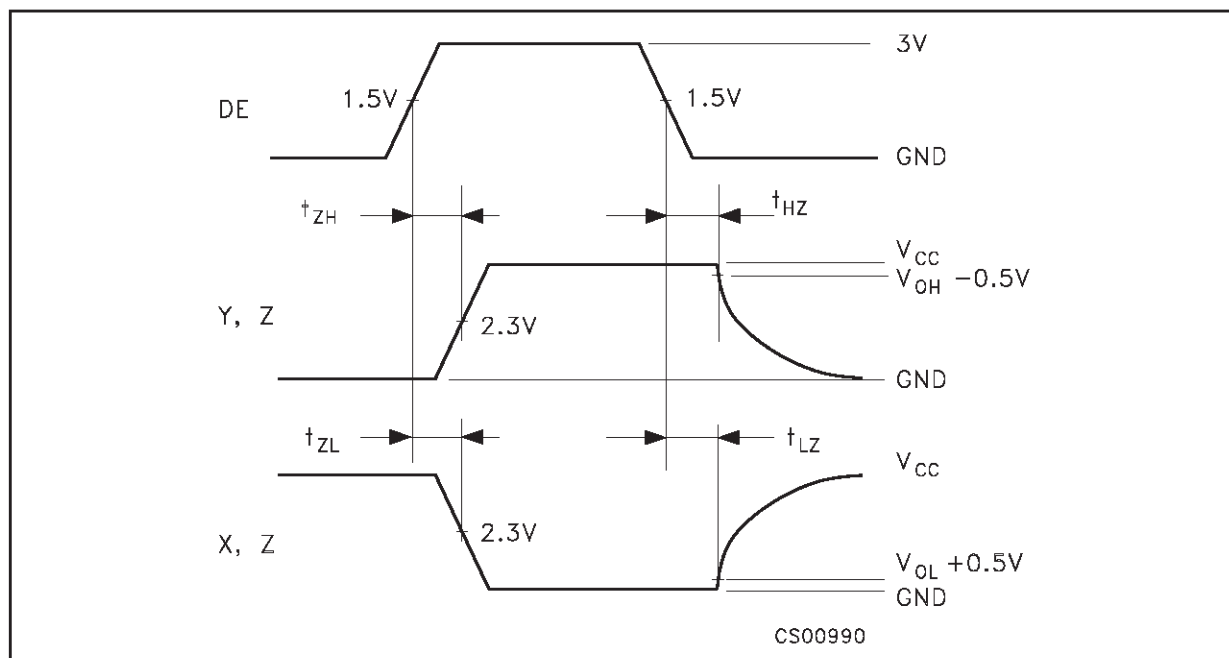 3V
1.5V
1.5V
DE
GND
tZH
tHZ
VCC
VOH -0.5V
Y, Z
2.3V
GND
tZL
tLZ
VCC
2.3V
X, Z
VOL +0.5V
GND
CS00990